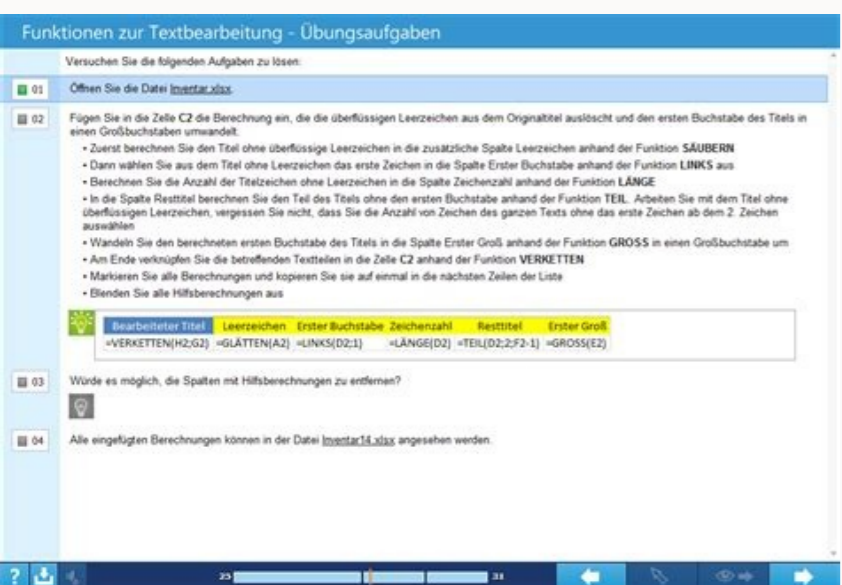 Funktionen zur Textbearbeitung - Übungsaufgaben
Versuchen Sie die folgenden Aufgaben zu lösen:
01 Öffnen Sie die Datei Inventar.xlsx.
02 Fügen Sie in die Zelle C2 die Berechnung ein, die die überflüssigen Leerzeichen aus dem Originaltitel auslöscht und den ersten Buchstabe des Titels in
einen Großbuchstaben umwandelt.
• Zuerst berechnen Sie den Titel ohne überflüssige Leerzeichen in die zusätzliche Spalte Leerzeichen anhand der Funktion SÄUBERN
• Dann wählen Sie aus dem Titel ohne Leerzeichen das erste Zeichen in die Spalte Erster Buchstabe anhand der Funktion LINKS aus
• Berechnen Sie die Anzahl der Titelzeichen ohne Leerzeichen in die Spalte Zeichenzahl anhand der Funktion LÄNGE
• In die Spalte Resttitel berechnen Sie den Teil des Titels ohne den ersten Buchstabe anhand der Funktion TEIL. Arbeiten Sie mit dem Titel ohne
überflüssigen Leerzeichen, vergessen Sie nicht, dass Sie die Anzahl von Zeichen des ganzen Texts ohne das erste Zeichen ab dem 2. Zeichen
auswählen
• Wandeln Sie den berechneten ersten Buchstabe des Titels in die Spalte Erster Groß anhand der Funktion GROSS in einen Großbuchstabe um
• Am Ende verknüpfen Sie die betreffenden Textteilen in die Zelle C2 anhand der Funktion VERKETTEN
• Markieren Sie alle Berechnungen und kopieren Sie sie auf einmal in die nächsten Zeilen der Liste
• Blenden Sie alle Hilfsberechnungen aus
Bearbeiteter Titel Leerzeichen Erster Buchstabe Zeichenzahl Resttitel Erster Groß
=VERKETTEN(H2;G2) =GLÄTTEN(A2) =LINKS(D2;1) =LÄNGE(D2) =TEIL(D2;2;F2-1) =GROSS(E2)
03 Würde es möglich, die Spalten mit Hilfsberechnungen zu entfernen?
04 Alle eingefügten Berechnungen können in der Datei Inventar14.xlsx angesehen werden.
? 25 31